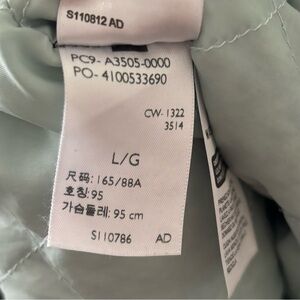 S110812 AD
PC9- A3505-0000
PO- 4100533690
CW-1322
3514
L/G
尺码: 165/88A
호칭: 95
가슴둘레: 95 cm
S110786 AD